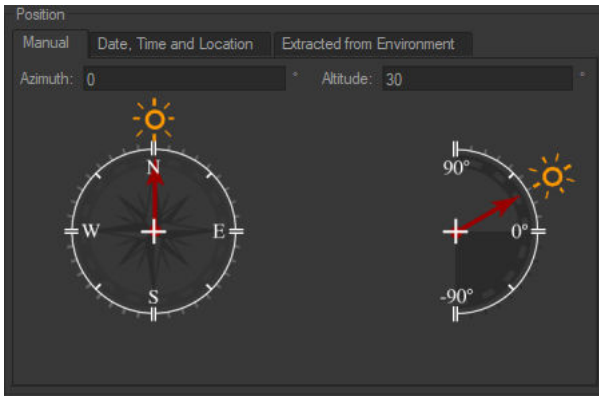 Position
Manual Date, Time and Location Extracted from Environment
Azimuth: 0 ° Altitude: 30 °
N 90°
W E 0°
S -90°